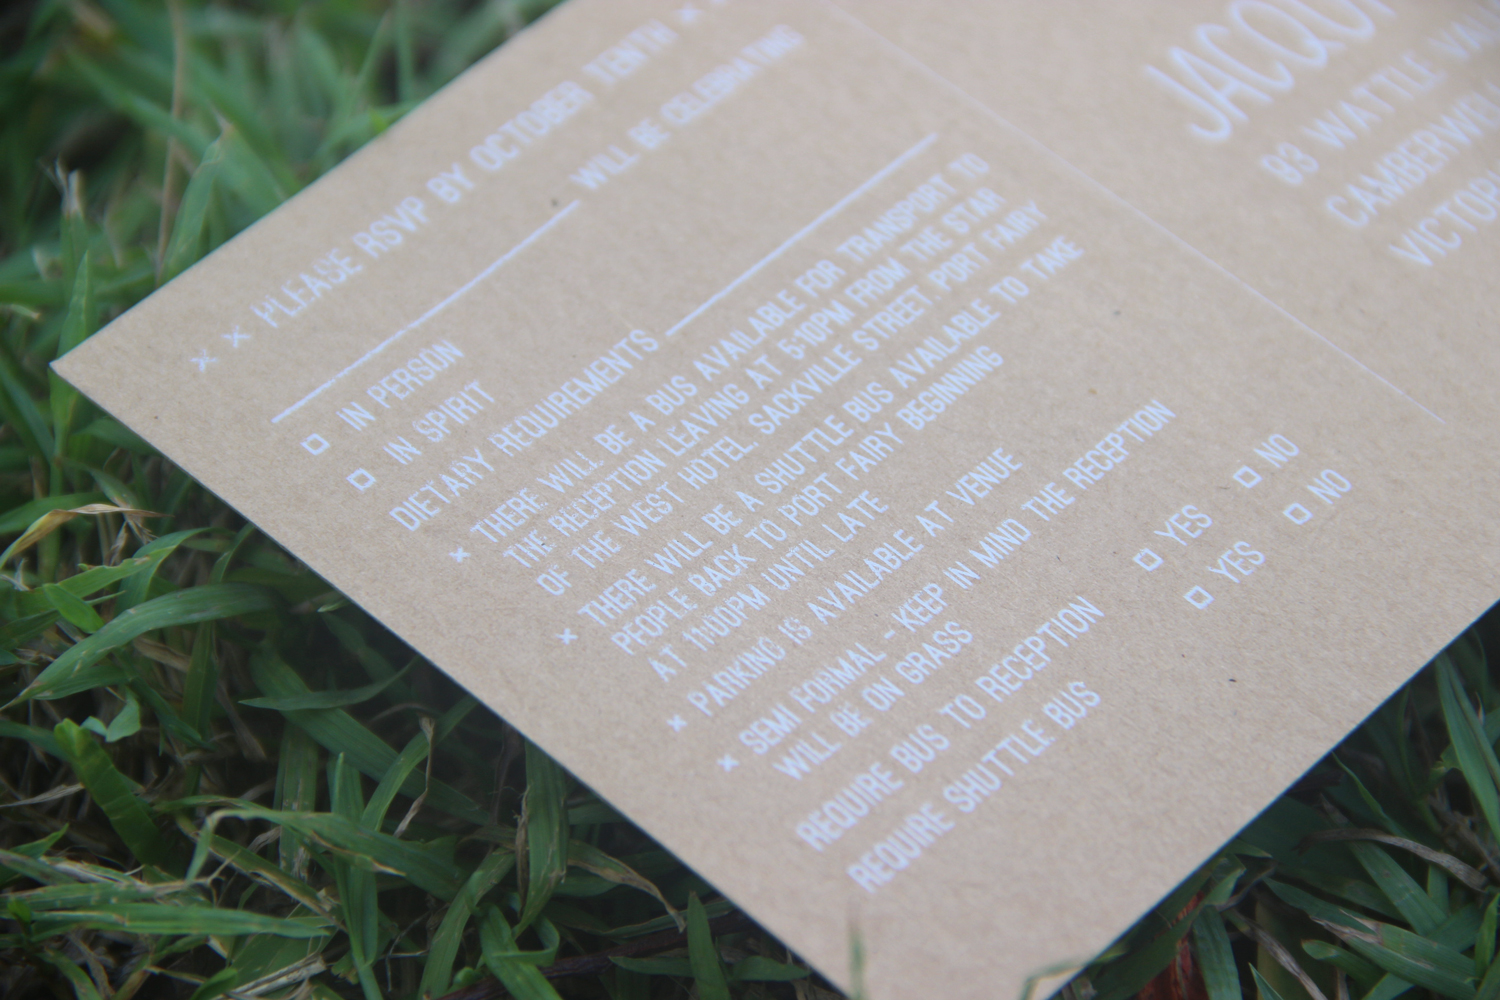 × × PLEASE RSVP BY OCTOBER TENTH × ×
WILL BE CELEBRATING
IN PERSON
IN SPIRIT
DIETARY REQUIREMENTS
× THERE WILL BE A BUS AVAILABLE FOR TRANSPORT TO
THE RECEPTION LEAVING AT 5:10PM FROM THE STAR
OF THE WEST HOTEL, SACKVILLE STREET, PORT FAIRY
× THERE WILL BE A SHUTTLE BUS AVAILABLE TO TAKE
PEOPLE BACK TO PORT FAIRY BEGINNING
AT 11:00PM UNTIL LATE
× PARKING IS AVAILABLE AT VENUE
× SEMI FORMAL - KEEP IN MIND THE RECEPTION
WILL BE ON GRASS
REQUIRE BUS TO RECEPTION YES NO
REQUIRE SHUTTLE BUS YES NO
93 WATTLE